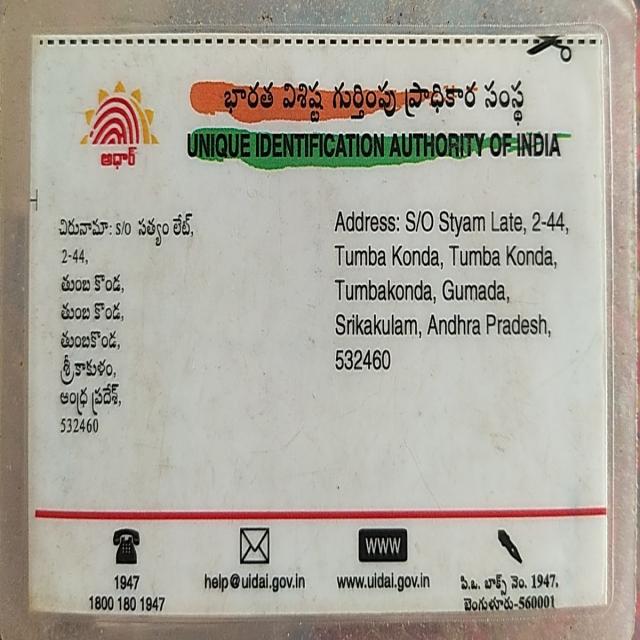 భారత విశిష్ట గుర్తింపు ప్రాధికార సంస్థ
UNIQUE IDENTIFICATION AUTHORITY OF INDIA
ఆధార్
చిరునామా: S/O సత్యం లేట్,
2-44,
తుంబ కొండ,
తుంబ కొండ,
తుంబకొండ,
శ్రీకాకుళం,
ఆంధ్ర ప్రదేశ్,
532460
Address: S/O Styam Late, 2-44,
Tumba Konda, Tumba Konda,
Tumbakonda, Gumada,
Srikakulam, Andhra Pradesh,
532460
1947
1800 180 1947
help@uidai.gov.in
WWW
www.uidai.gov.in
పి.ఒ. బాక్స్ నెం. 1947,
బెంగుళూరు-560001